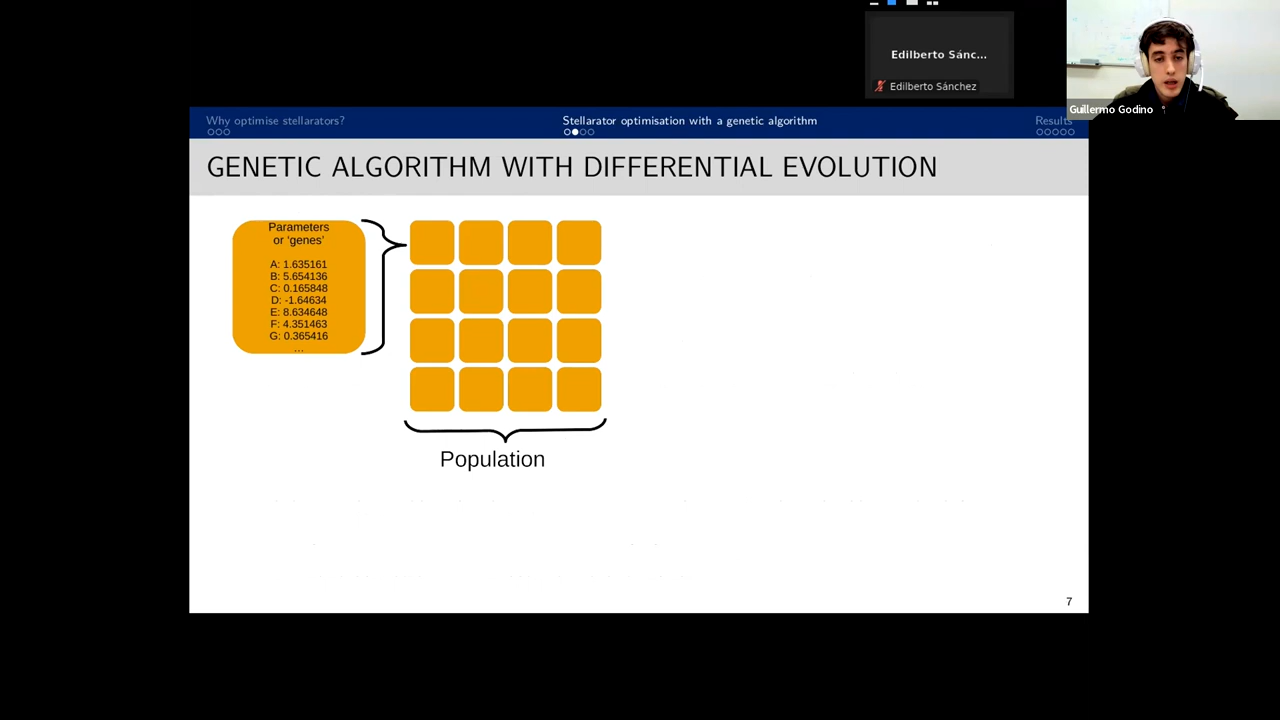 Edilberto Sánc...
Edilberto Sánchez
Guillermo Godino
Why optimise stellarators?
Stellarator optimisation with a genetic algorithm
Results
GENETIC ALGORITHM WITH DIFFERENTIAL EVOLUTION
Parameters
or ‘genes’
A: 1.635161
B: 5.654136
C: 0.165848
D: -1.64634
E: 8.634648
F: 4.351463
G: 0.365416
...
Population
7